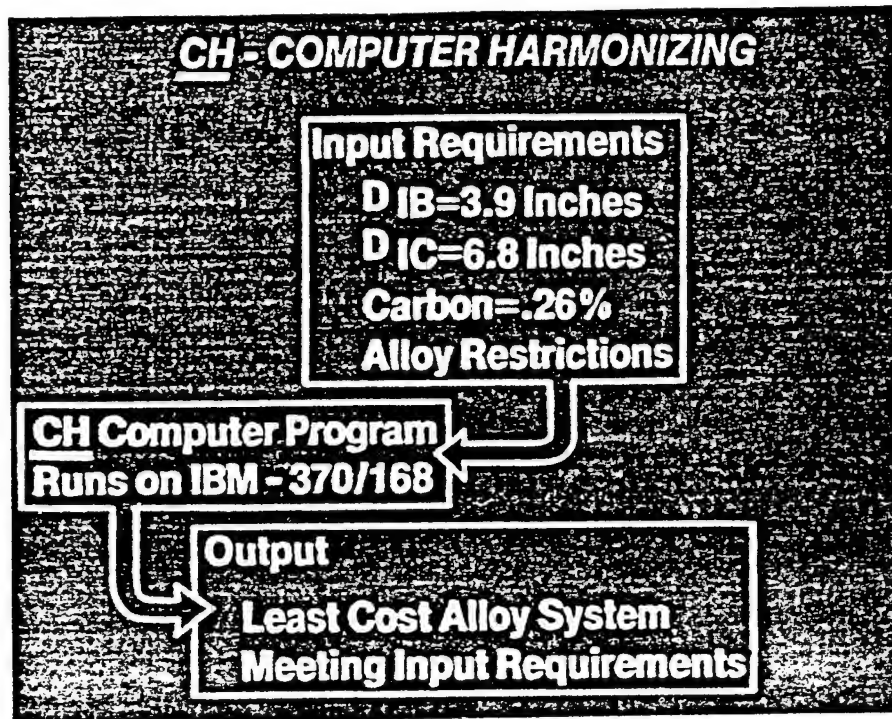 CH - COMPUTER HARMONIZING
Input Requirements
D IB=3.9 Inches
D IC=6.8 Inches
Carbon=.26%
Alloy Restrictions
CH Computer Program
Runs on IBM - 370/168
Output
Least Cost Alloy System
Meeting Input Requirements